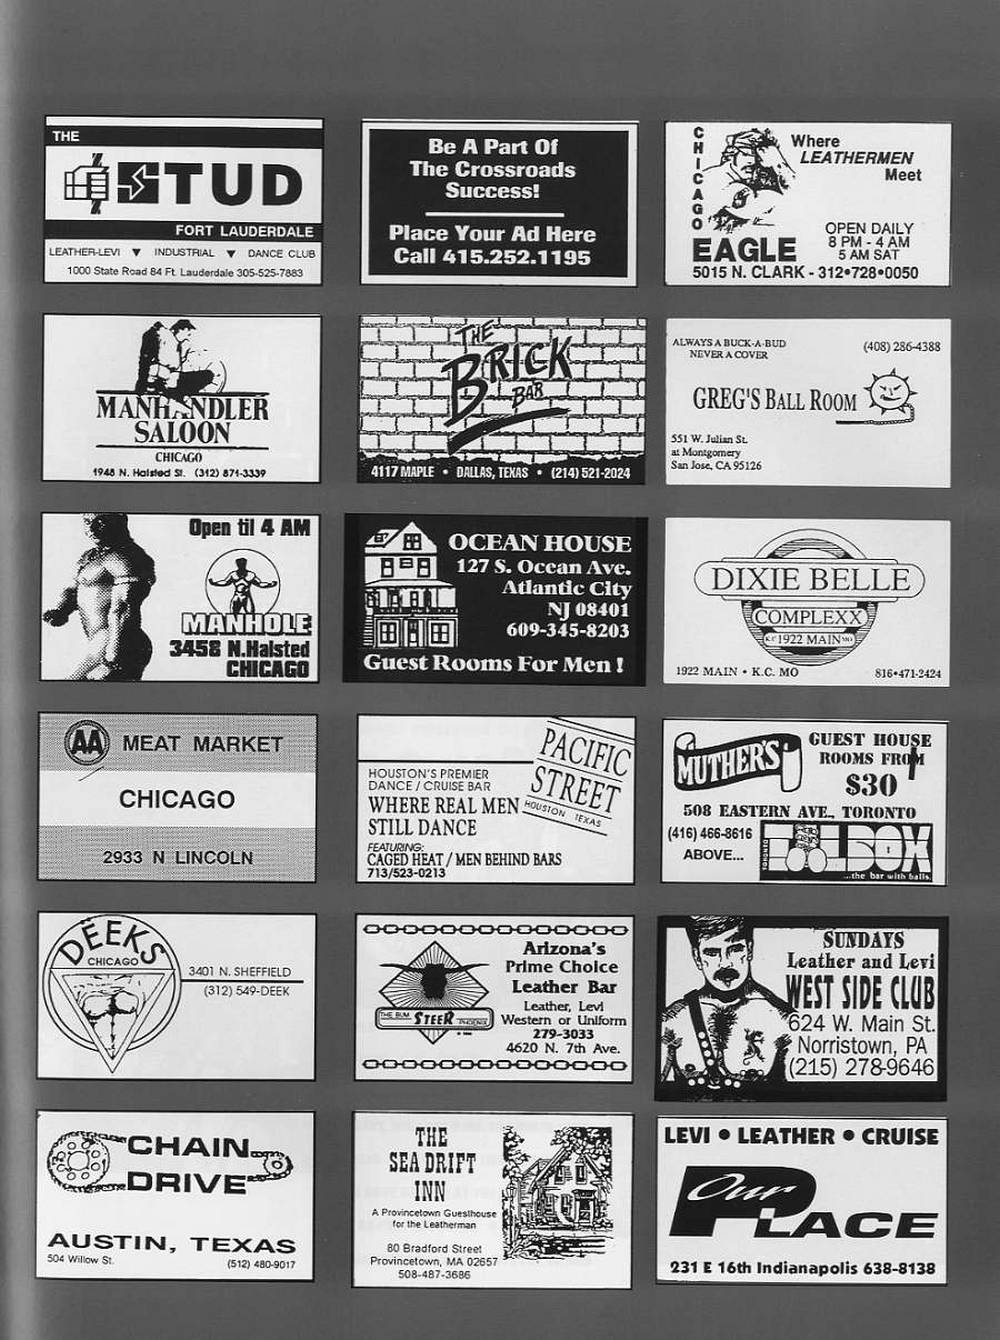 THE
STUD
FORT LAUDERDALE
LEATHER-LEVI ▼ INDUSTRIAL ▼ DANCE CLUB
1000 State Road 84 Ft. Lauderdale 305-525-7883
Be A Part Of
The Crossroads
Success!
Place Your Ad Here
Call 415.252.1195
CHICAGO
Where
LEATHERMEN
Meet
OPEN DAILY
8 PM - 4 AM
5 AM SAT
EAGLE
5015 N. CLARK - 312•728•0050
MANHANDLER
SALOON
CHICAGO
1948 N. Halsted St. (312) 871-3339
THE
BRICK
BAR
4117 MAPLE • DALLAS, TEXAS • (214) 521-2024
ALWAYS A BUCK-A-BUD
NEVER A COVER
(408) 286-4388
GREG'S BALL ROOM
551 W. Julian St.
at Montgomery
San Jose, CA 95126
Open til 4 AM
MANHOLE
3458 N.Halsted
CHICAGO
OCEAN HOUSE
127 S. Ocean Ave.
Atlantic City
NJ 08401
609-345-8203
Guest Rooms For Men !
DIXIE BELLE
COMPLEXX
K.C. 1922 MAIN MO
1922 MAIN • K.C. MO 816•471-2424
AA MEAT MARKET
CHICAGO
2933 N LINCOLN
PACIFIC
STREET
HOUSTON TEXAS
HOUSTON'S PREMIER
DANCE / CRUISE BAR
WHERE REAL MEN
STILL DANCE
FEATURING:
CAGED HEAT / MEN BEHIND BARS
713/523-0213
MUTHER'S
GUEST HOUSE
ROOMS FROM
$30
508 EASTERN AVE., TORONTO
(416) 466-8616
ABOVE...
TORONTO
TOOLBOX
...the bar with balls.
DEEKS
CHICAGO
3401 N. SHEFFIELD
(312) 549-DEEK
Arizona's
Prime Choice
Leather Bar
Leather, Levi
Western or Uniform
279-3033
4620 N. 7th Ave.
THE BUM STEER PHOENIX
SUNDAYS
Leather and Levi
WEST SIDE CLUB
624 W. Main St.
Norristown, PA
(215) 278-9646
CHAIN
DRIVE
AUSTIN, TEXAS
504 Willow St. (512) 480-9017
THE
SEA DRIFT
INN
A Provincetown Guesthouse
for the Leatherman
80 Bradford Street
Provincetown, MA 02657
508-487-3686
LEVI • LEATHER • CRUISE
Our
PLACE
231 E 16th Indianapolis 638-8138